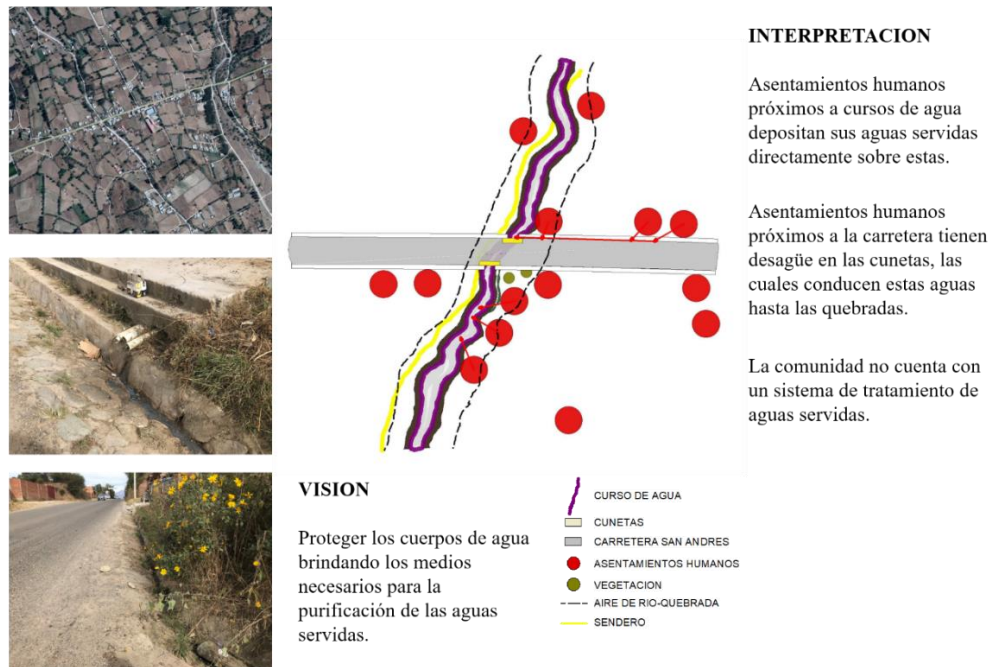 INTERPRETACION
Asentamientos humanos
próximos a cursos de agua
depositan sus aguas servidas
directamente sobre estas.
Asentamientos humanos
próximos a la carretera tienen
desagüe en las cunetas, las
cuales conducen estas aguas
hasta las quebradas.
La comunidad no cuenta con
un sistema de tratamiento de
aguas servidas.
VISION
Proteger los cuerpos de agua
brindando los medios
necesarios para la
purificación de las aguas
servidas.
CURSO DE AGUA
CUNETAS
CARRETERA SAN ANDRES
ASENTAMIENTOS HUMANOS
VEGETACION
AIRE DE RIO-QUEBRADA
SENDERO